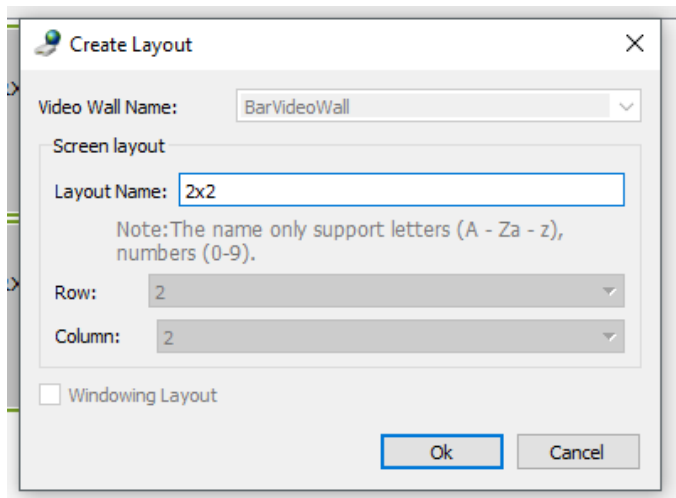 Create Layout
Video Wall Name: BarVideoWall
Screen layout
Layout Name: 2x2
Note:The name only support letters (A - Za - z),
numbers (0-9).
Row: 2
Column: 2
Windowing Layout
Ok Cancel